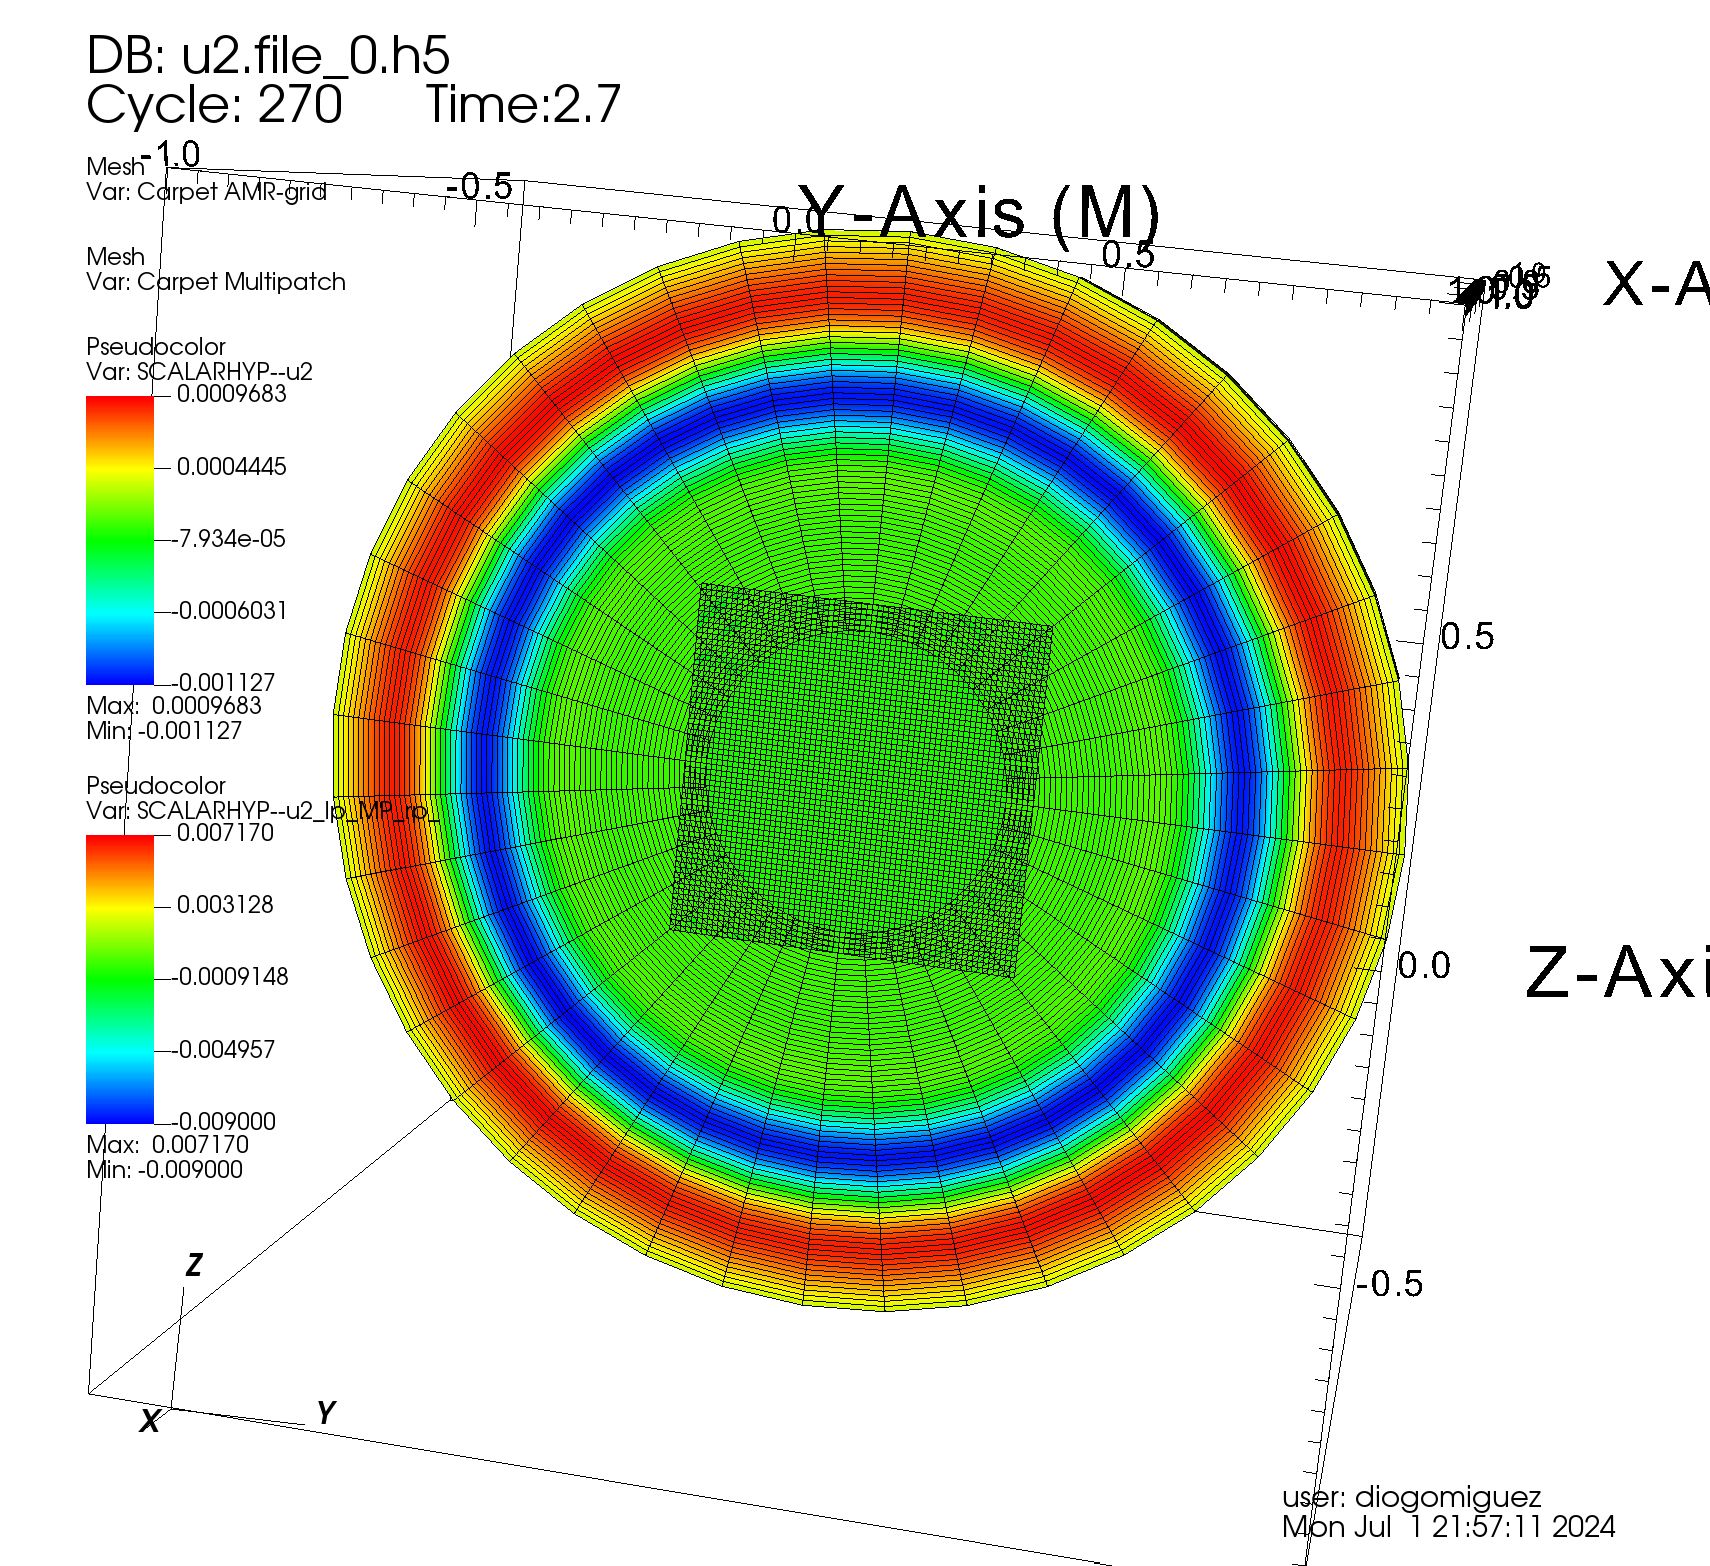 DB: u2.file_0.h5
Cycle: 270 Time:2.7
Mesh
Var: Carpet AMR-grid
Mesh
Var: Carpet Multipatch
Pseudocolor
Var: SCALARHYP--u2
0.0009683
0.0004445
-7.934e-05
-0.0006031
-0.001127
Max: 0.0009683
Min: -0.001127
Pseudocolor
Var: SCALARHYP--u2_lp_MP_rp_
0.007170
0.003128
-0.0009148
-0.004957
-0.009000
Max: 0.007170
Min: -0.009000
-1.0
-0.5
0.0
Y-Axis (M)
0.5
X-A
0.5
0.0
Z-Axi
-0.5
Z
X
Y
user: diogomiguez
Mon Jul 1 21:57:11 2024